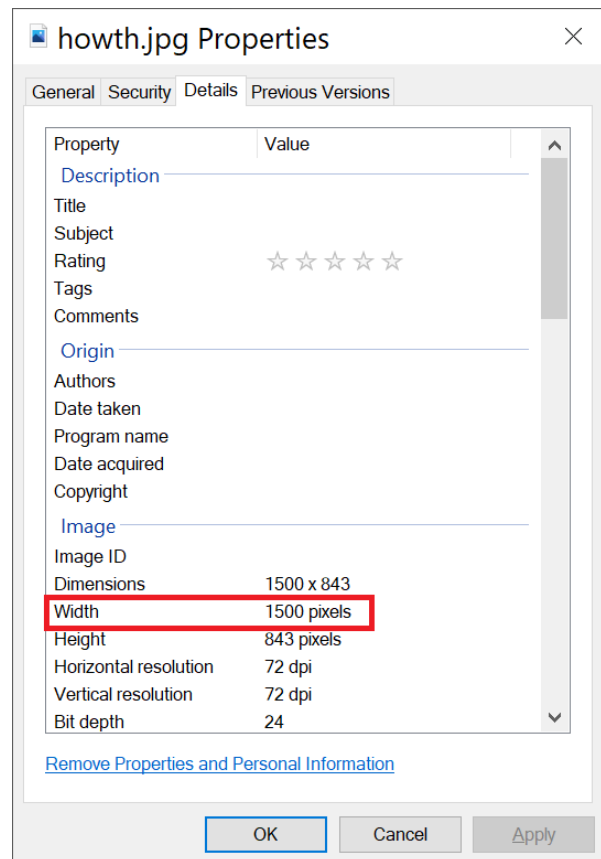 howth.jpg Properties
General Security Details Previous Versions
Property Value
Description
Title
Subject
Rating
Tags
Comments
Origin
Authors
Date taken
Program name
Date acquired
Copyright
Image
Image ID
Dimensions 1500 x 843
Width 1500 pixels
Height 843 pixels
Horizontal resolution 72 dpi
Vertical resolution 72 dpi
Bit depth 24
Remove Properties and Personal Information
OK Cancel Apply